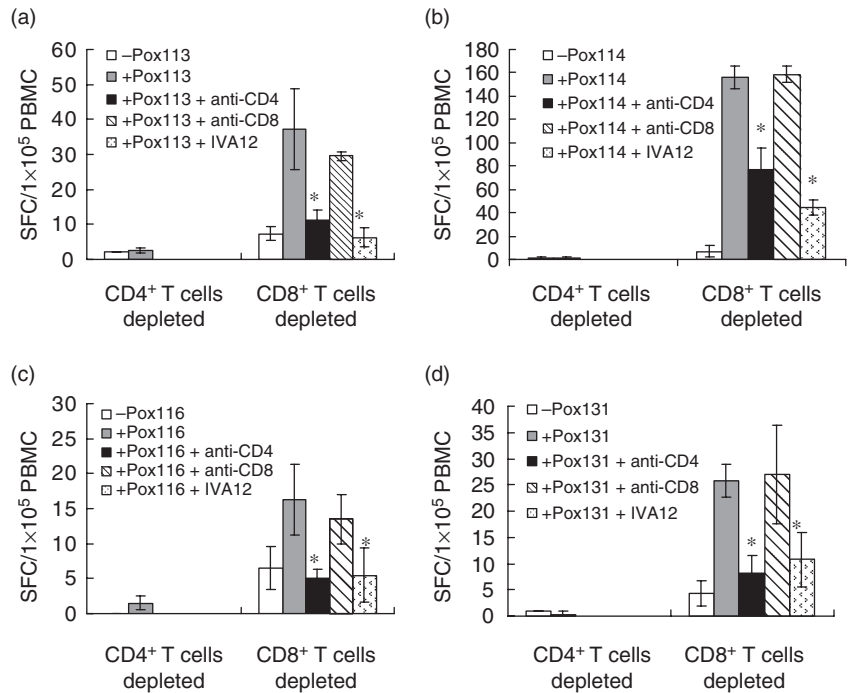 (a)
SFC/1×10⁵ PBMC
60
50
40
30
20
10
0
–Pox113
+Pox113
+Pox113 + anti-CD4
+Pox113 + anti-CD8
+Pox113 + IVA12
*
*
CD4⁺ T cells
depleted
CD8⁺ T cells
depleted
(b)
SFC/1×10⁵ PBMC
180
160
140
120
100
80
60
40
20
0
–Pox114
+Pox114
+Pox114 + anti-CD4
+Pox114 + anti-CD8
+Pox114 + IVA12
*
*
CD4⁺ T cells
depleted
CD8⁺ T cells
depleted
(c)
SFC/1×10⁵ PBMC
30
25
20
15
10
5
0
–Pox116
+Pox116
+Pox116 + anti-CD4
+Pox116 + anti-CD8
+Pox116 + IVA12
*
*
CD4⁺ T cells
depleted
CD8⁺ T cells
depleted
(d)
SFC/1×10⁵ PBMC
40
35
30
25
20
15
10
5
0
–Pox131
+Pox131
+Pox131 + anti-CD4
+Pox131 + anti-CD8
+Pox131 + IVA12
*
*
CD4⁺ T cells
depleted
CD8⁺ T cells
depleted